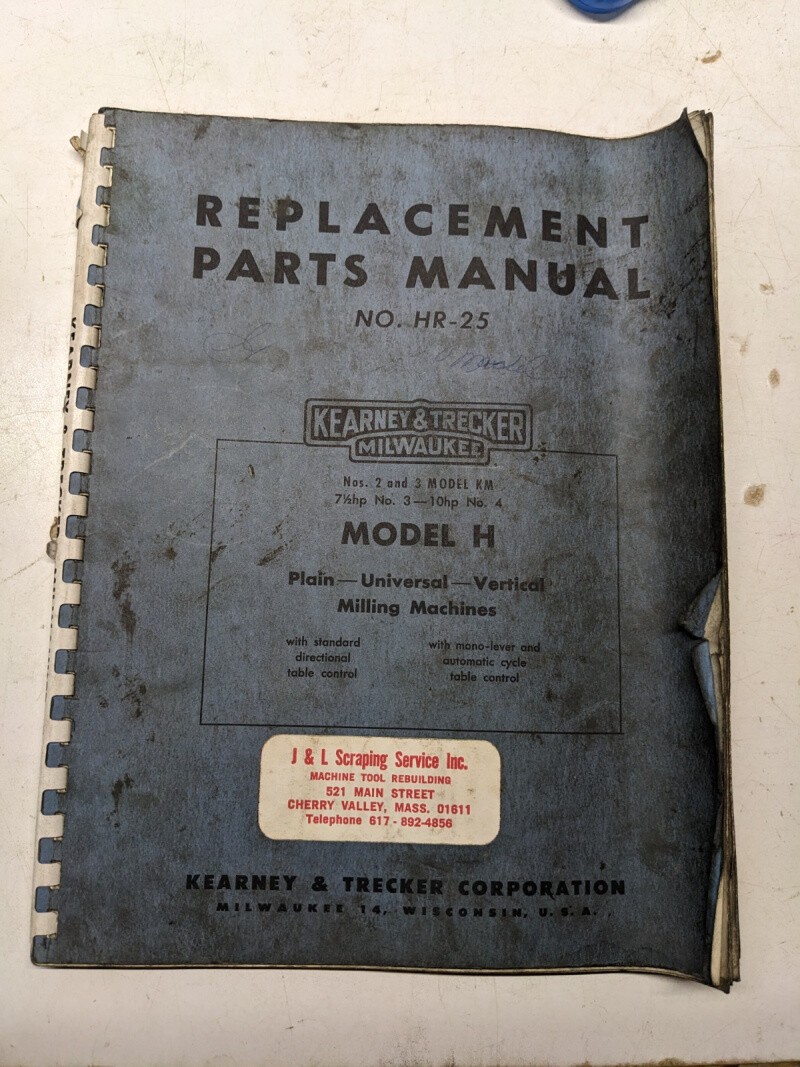 REPLACEMENT
PARTS MANUAL
NO. HR-25
KEARNEY & TRECKER
MILWAUKEE
Nos. 2 and 3 MODEL KM
7½hp No. 3—10hp No. 4
MODEL H
Plain—Universal—Vertical
Milling Machines
with standard
directional
table control
with mono-lever and
automatic cycle
table control
J & L Scraping Service Inc.
MACHINE TOOL REBUILDING
521 MAIN STREET
CHERRY VALLEY, MASS. 01611
Telephone 617-892-4856
KEARNEY & TRECKER CORPORATION
MILWAUKEE 14, WISCONSIN, U. S. A.
KEARNEY &